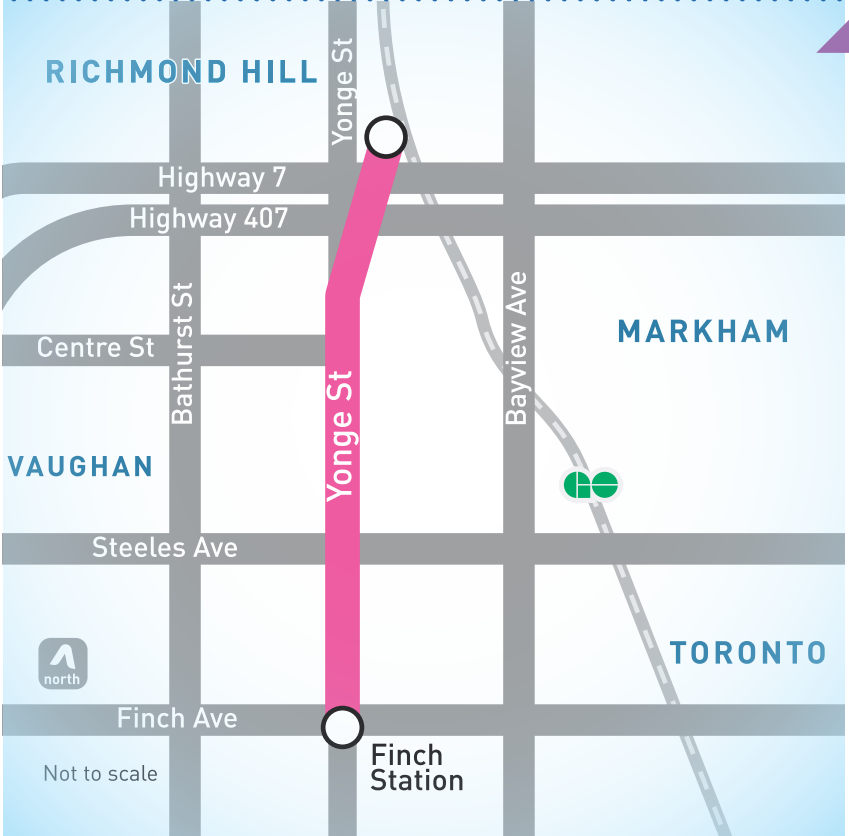 Yonge St
RICHMOND HILL
Highway 7
Highway 407
Bathurst St
Bayview Ave
MARKHAM
Centre St
Yonge St
VAUGHAN
GO
Steeles Ave
north
TORONTO
Finch Ave
Finch
Station
Not to scale